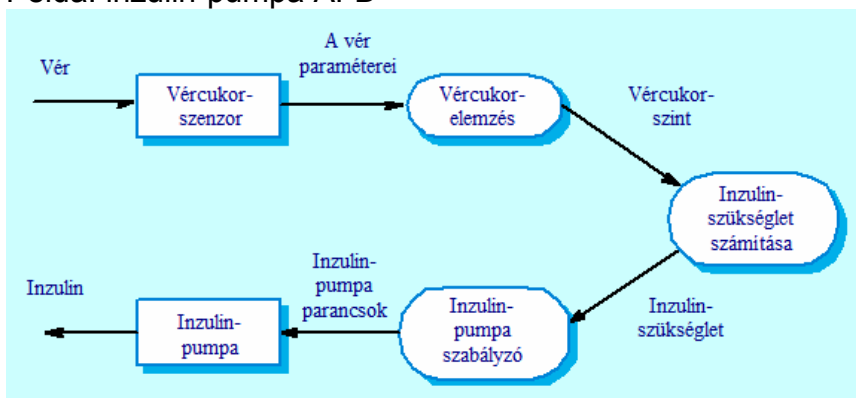 Példa: inzulin-pumpa AFD
Vér
Vércukor-
szenzor
A vér
paraméterei
Vércukor-
elemzés
Vércukor-
szint
Inzulin-
szükséglet
számítása
Inzulin-
szükséglet
Inzulin-
pumpa
szabályzó
Inzulin-
pumpa
parancsok
Inzulin-
pumpa
Inzulin